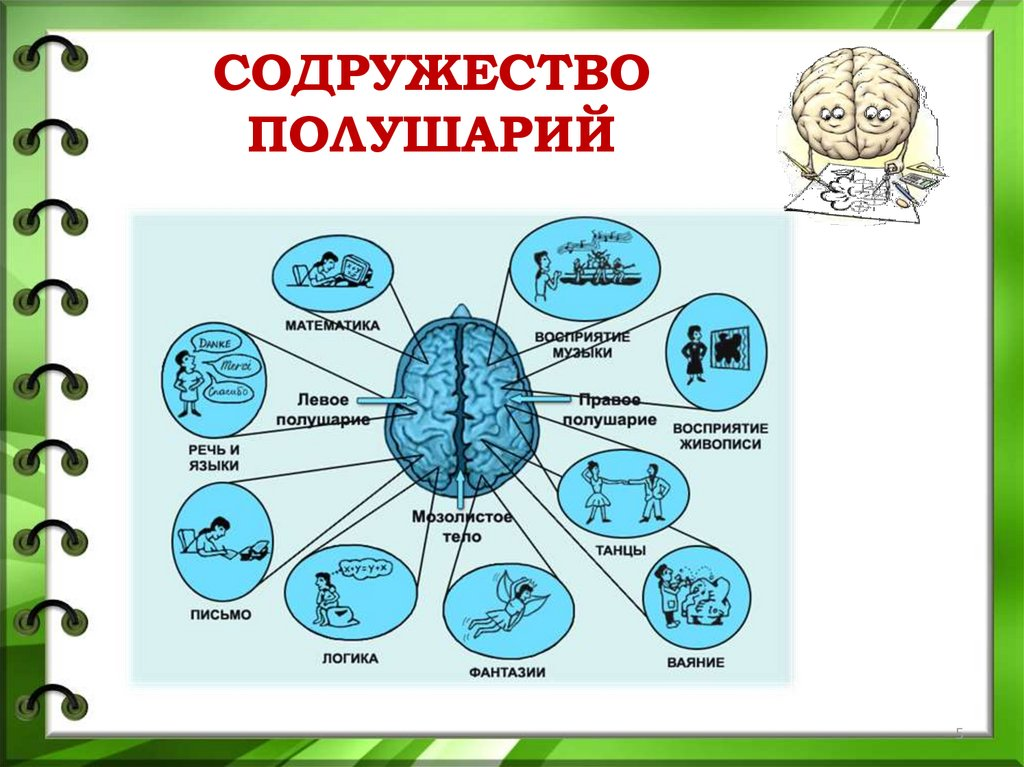 СОДРУЖЕСТВО
ПОЛУШАРИЙ
МАТЕМАТИКА
ВОСПРИЯТИЕ
МУЗЫКИ
DANKE
Merci
Спасибо
Левое
полушарие
Правое
полушарие
ВОСПРИЯТИЕ
ЖИВОПИСИ
РЕЧЬ И
ЯЗЫКИ
Мозолистое
тело
ТАНЦЫ
x+y=y+x
ПИСЬМО
ЛОГИКА
ФАНТАЗИИ
ВАЯНИЕ
5